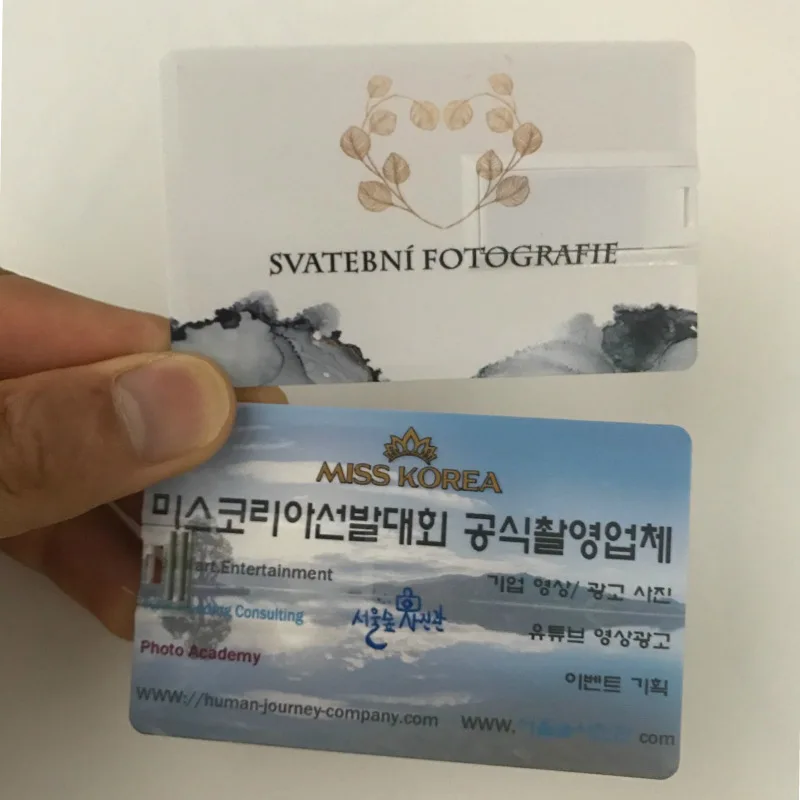 SVATEBNÍ FOTOGRAFIE
MISS KOREA
미스코리아선발대회 공식촬영업체
art.Entertainment
기업 영상/ 광고 사진
Consulting
서울숲 사진관
유튜브 영상광고
Photo Academy
이벤트 기획
WWW://human-journey-company.com
WWW. com